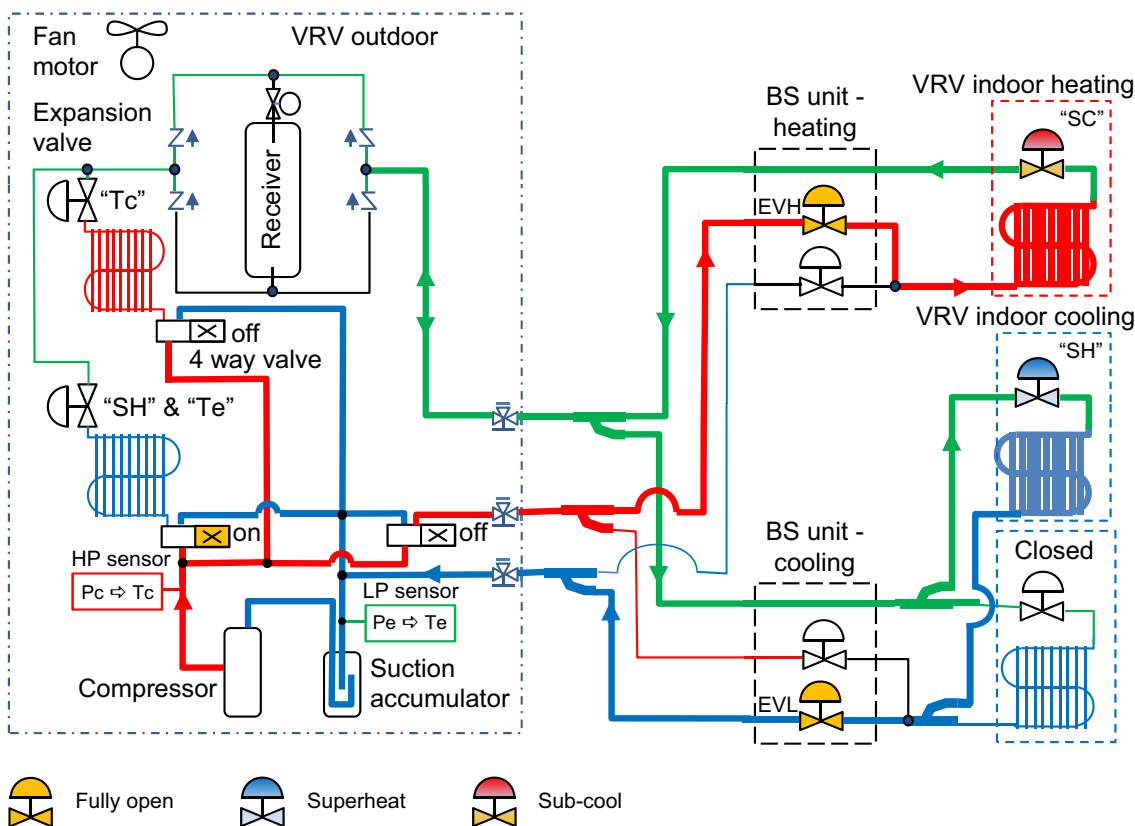 Fan
motor
VRV outdoor
Expansion
valve
“Tc”
Receiver
off
4 way valve
“SH” & “Te”
on
off
HP sensor
Pc ⇨ Tc
LP sensor
Pe ⇨ Te
Compressor
Suction
accumulator
BS unit -
heating
EVH
VRV indoor heating
“SC”
VRV indoor cooling
“SH”
BS unit -
cooling
EVL
Closed
Fully open
Superheat
Sub-cool